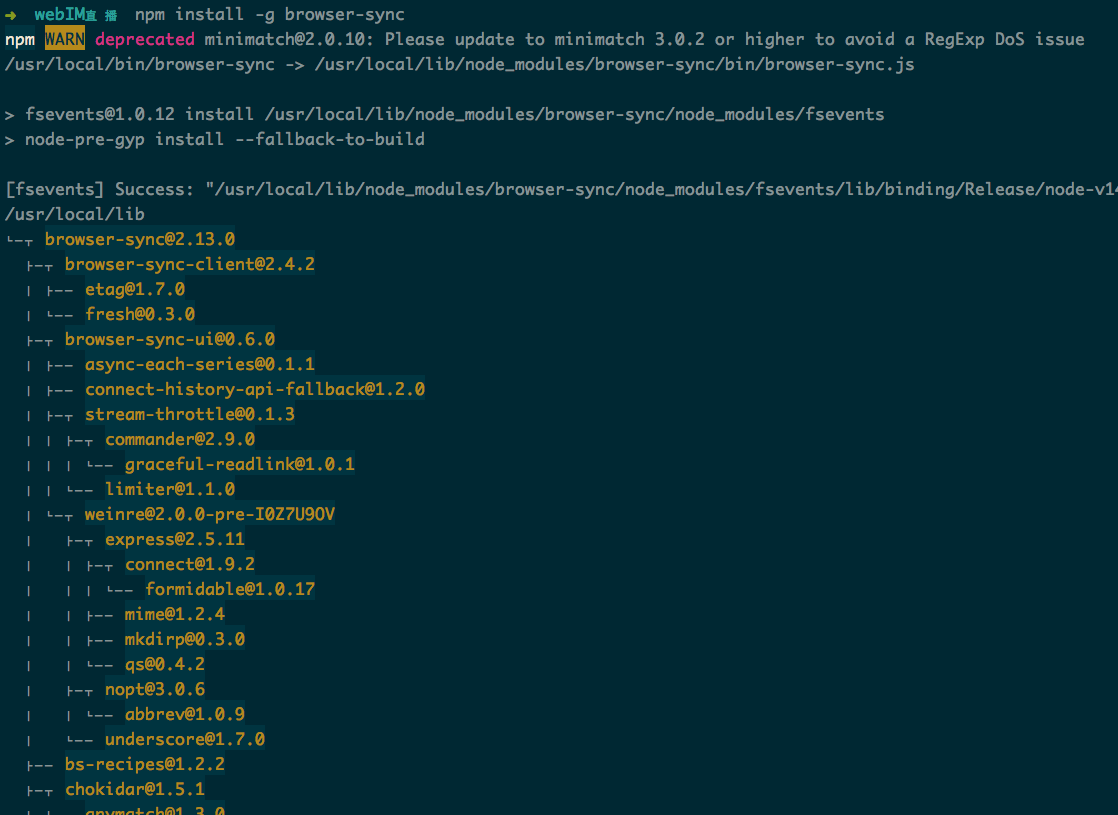 ➜ webIM直播 npm install -g browser-sync
npm WARN deprecated minimatch@2.0.10: Please update to minimatch 3.0.2 or higher to avoid a RegExp DoS issue
/usr/local/bin/browser-sync -> /usr/local/lib/node_modules/browser-sync/bin/browser-sync.js
> fsevents@1.0.12 install /usr/local/lib/node_modules/browser-sync/node_modules/fsevents
> node-pre-gyp install --fallback-to-build
[fsevents] Success: "/usr/local/lib/node_modules/browser-sync/node_modules/fsevents/lib/binding/Release/node-v14
/usr/local/lib
└─┬ browser-sync@2.13.0
  ├─┬ browser-sync-client@2.4.2
  │ ├── etag@1.7.0
  │ └── fresh@0.3.0
  ├─┬ browser-sync-ui@0.6.0
  │ ├── async-each-series@0.1.1
  │ ├── connect-history-api-fallback@1.2.0
  │ ├─┬ stream-throttle@0.1.3
  │ │ ├─┬ commander@2.9.0
  │ │ │ └── graceful-readlink@1.0.1
  │ │ └── limiter@1.1.0
  │ └─┬ weinre@2.0.0-pre-I0Z7U9OV
  │   ├─┬ express@2.5.11
  │   │ ├─┬ connect@1.9.2
  │   │ │ └── formidable@1.0.17
  │   │ ├── mime@1.2.4
  │   │ ├── mkdirp@0.3.0
  │   │ └── qs@0.4.2
  │   ├─┬ nopt@3.0.6
  │   │ └── abbrev@1.0.9
  │   └── underscore@1.7.0
  ├── bs-recipes@1.2.2
  ├─┬ chokidar@1.5.1
  │ │ anymatch@1.3.0